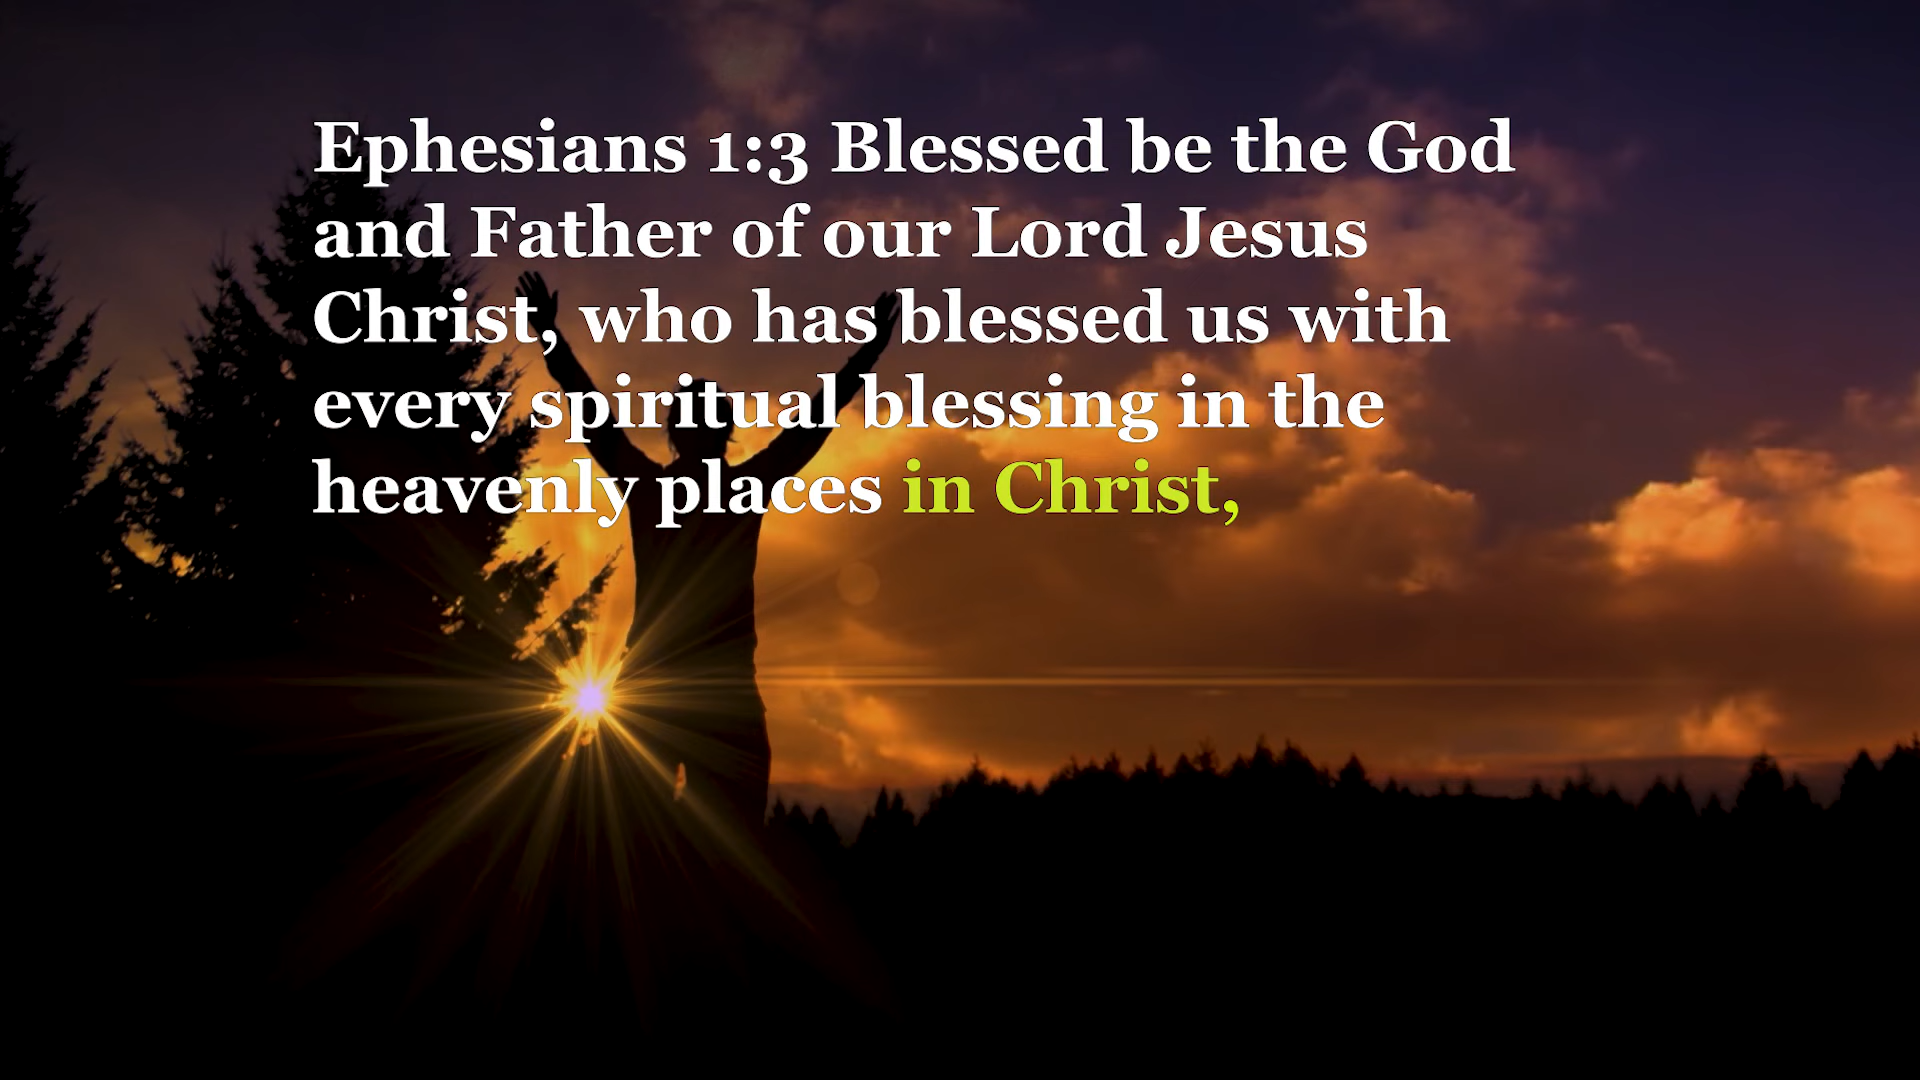 Ephesians 1:3 Blessed be the God
and Father of our Lord Jesus
Christ, who has blessed us with
every spiritual blessing in the
heavenly places in Christ,